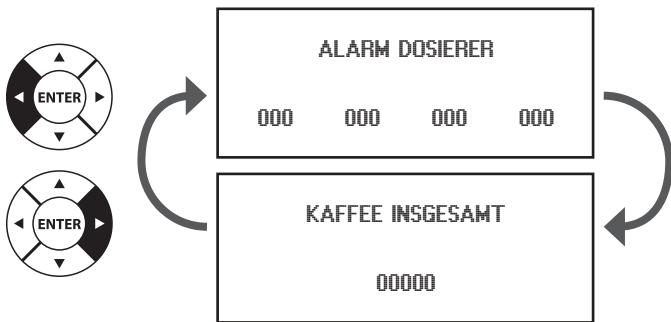 ENTER
ALARM DOSIERER
000 000 000 000
ENTER
KAFFEE INSGESAMT
00000